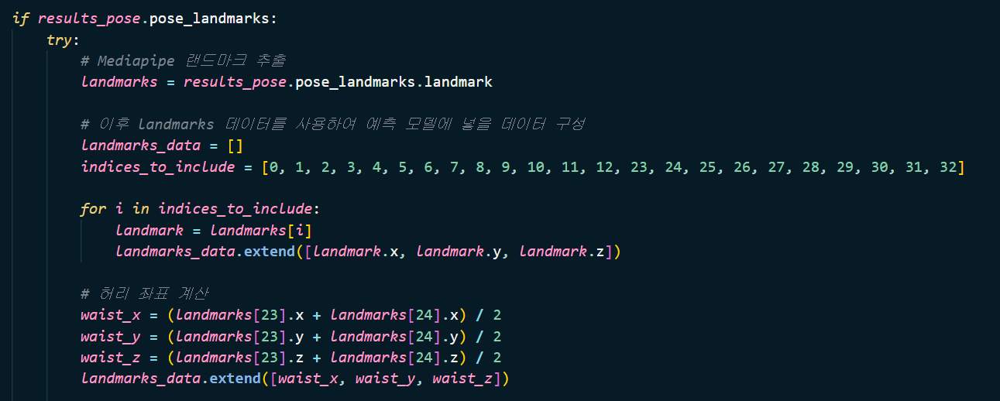 if results_pose.pose_landmarks:
    try:
        # Mediapipe 랜드마크 추출
        landmarks = results_pose.pose_landmarks.landmark

        # 이후 landmarks 데이터를 사용하여 예측 모델에 넣을 데이터 구성
        landmarks_data = []
        indices_to_include = [0, 1, 2, 3, 4, 5, 6, 7, 8, 9, 10, 11, 12, 23, 24, 25, 26, 27, 28, 29, 30, 31, 32]

        for i in indices_to_include:
            landmark = landmarks[i]
            landmarks_data.extend([landmark.x, landmark.y, landmark.z])

        # 허리 좌표 계산
        waist_x = (landmarks[23].x + landmarks[24].x) / 2
        waist_y = (landmarks[23].y + landmarks[24].y) / 2
        waist_z = (landmarks[23].z + landmarks[24].z) / 2
        landmarks_data.extend([waist_x, waist_y, waist_z])